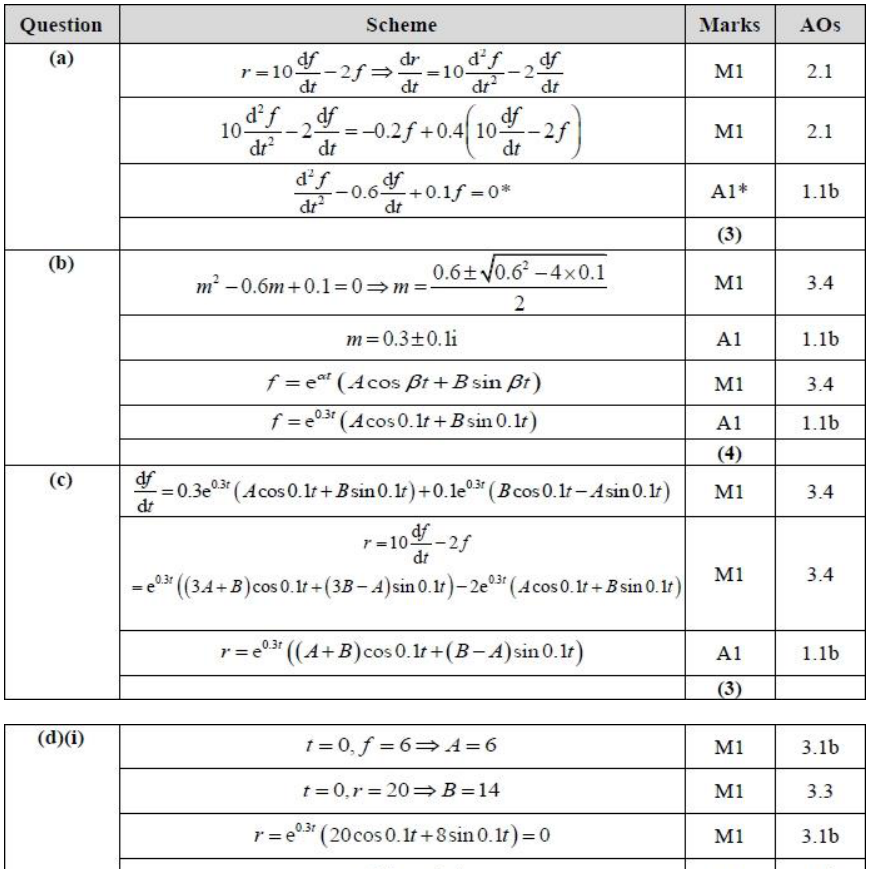 Question Scheme Marks AOs
(a) r = 10 df/dt − 2f ⇒ dr/dt = 10 d²f/dt² − 2 df/dt M1 2.1
10 d²f/dt² − 2 df/dt = −0.2f + 0.4(10 df/dt − 2f) M1 2.1
d²f/dt² − 0.6 df/dt + 0.1f = 0* A1* 1.1b
(3)
(b) m² − 0.6m + 0.1 = 0 ⇒ m = (0.6 ± √(0.6² − 4×0.1))/2 M1 3.4
m = 0.3 ± 0.1i A1 1.1b
f = e^(αt) (A cos βt + B sin βt) M1 3.4
f = e^(0.3t) (A cos 0.1t + B sin 0.1t) A1 1.1b
(4)
(c) df/dt = 0.3e^(0.3t) (A cos 0.1t + B sin 0.1t) + 0.1e^(0.3t) (B cos 0.1t − A sin 0.1t) M1 3.4
r = 10 df/dt − 2f
= e^(0.3t) ((3A + B) cos 0.1t + (3B − A) sin 0.1t) − 2e^(0.3t) (A cos 0.1t + B sin 0.1t) M1 3.4
r = e^(0.3t) ((A + B) cos 0.1t + (B − A) sin 0.1t) A1 1.1b
(3)
(d)(i) t = 0, f = 6 ⇒ A = 6 M1 3.1b
t = 0, r = 20 ⇒ B = 14 M1 3.3
r = e^(0.3t) (20 cos 0.1t + 8 sin 0.1t) = 0 M1 3.1b